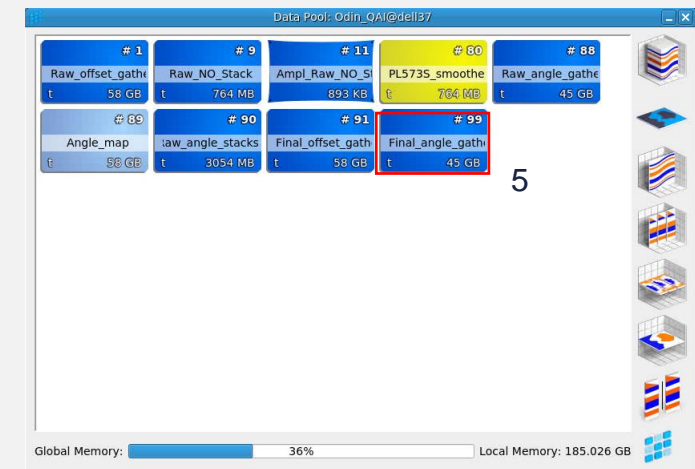 Data Pool: Odin_QAI@dell37
# 1
Raw_offset_gathe
t 58 GB
# 9
Raw_NO_Stack
t 764 MB
# 11
Ampl_Raw_NO_St
893 KB
# 80
PL573S_smoothe
t 764 MB
# 88
Raw_angle_gathe
t 45 GB
# 89
Angle_map
t 58 GB
# 90
aw_angle_stacks
t 3054 MB
# 91
Final_offset_gath
t 58 GB
# 99
Final_angle_gath
t 45 GB
5
Global Memory: 36% Local Memory: 185.026 GB